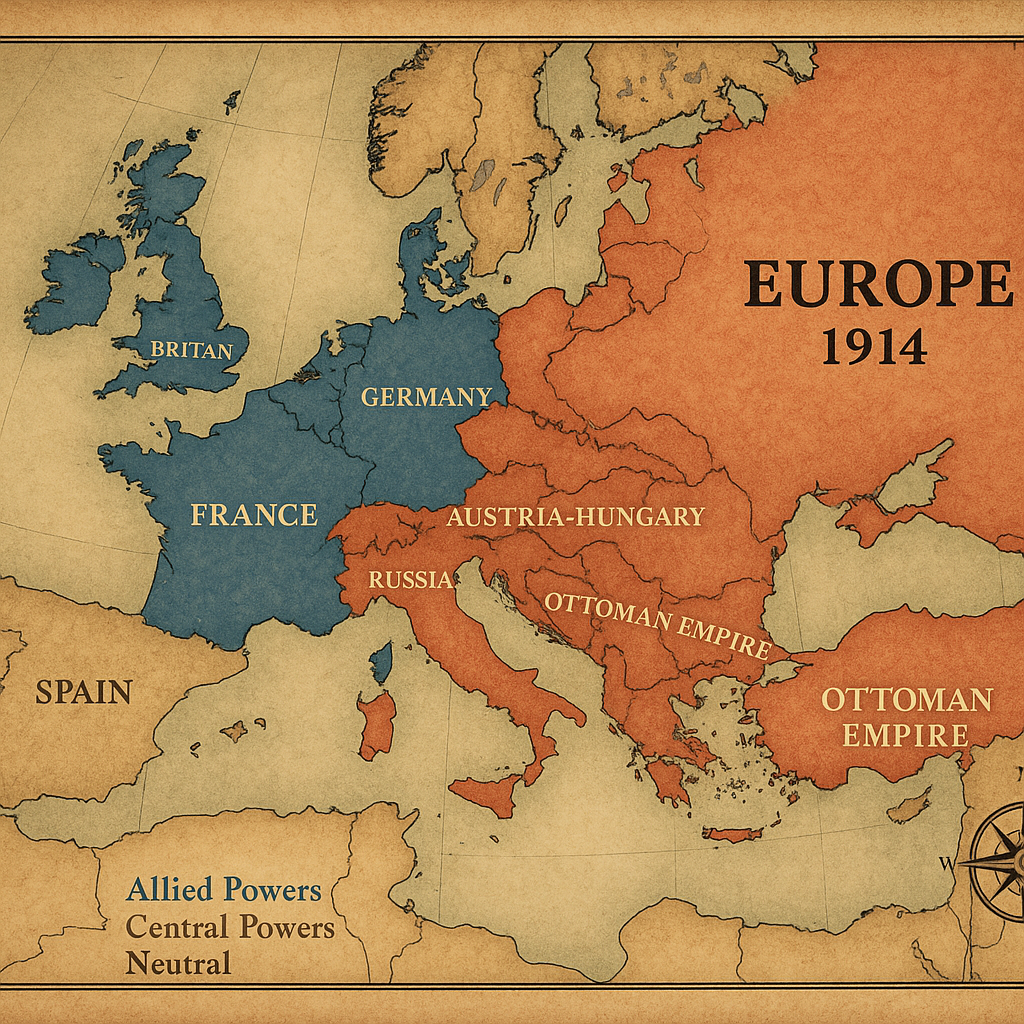 EUROPE
1914
BRITAN
GERMANY
FRANCE
AUSTRIA-HUNGARY
RUSSIA
OTTOMAN EMPIRE
SPAIN
OTTOMAN
EMPIRE
W
Allied Powers
Central Powers
Neutral